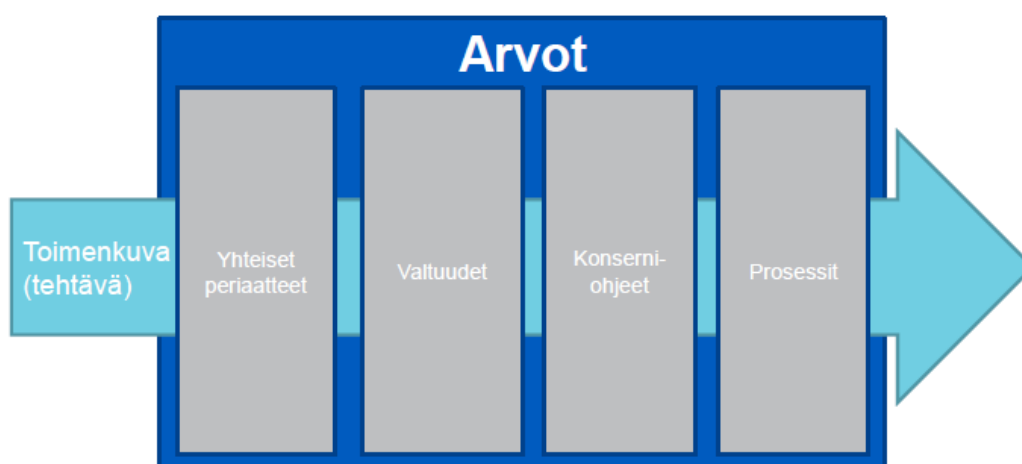 Arvot
Toimenkuva
(tehtävä)
Yhteiset
periaatteet
Valtuudet
Konserni-
ohjeet
Prosessit